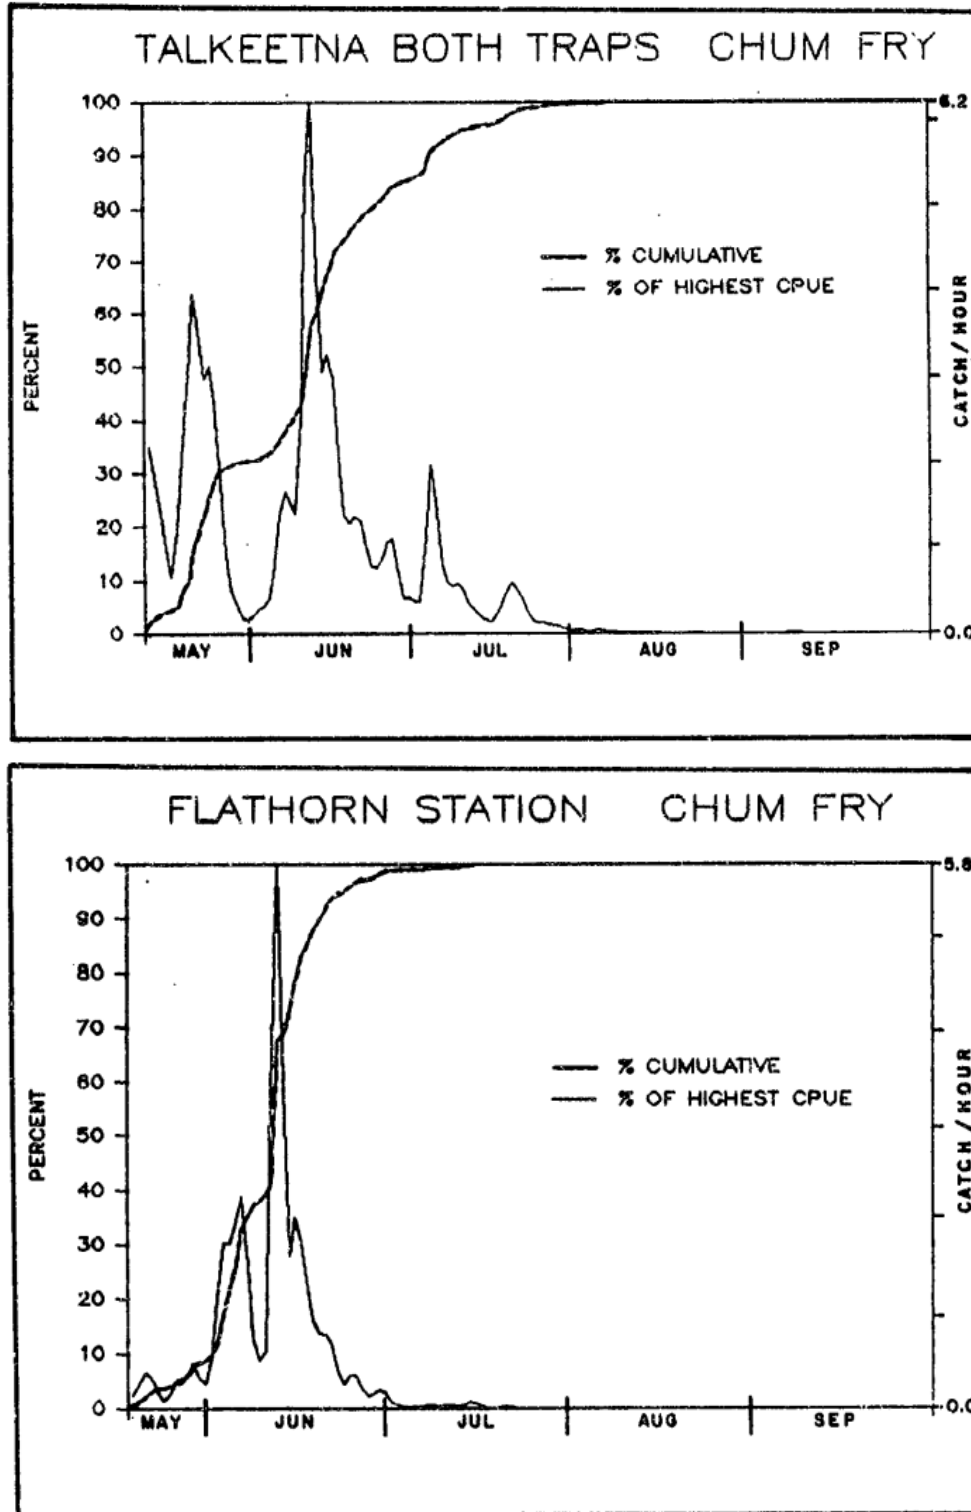 TALKEETNA BOTH TRAPS CHUM FRY
100
90
80
70
60
50
40
30
20
10
0
PERCENT
6.2
0.0
CATCH/HOUR
% CUMULATIVE
% OF HIGHEST CPUE
MAY JUN JUL AUG SEP
FLATHORN STATION CHUM FRY
100
90
80
70
60
50
40
30
20
10
0
PERCENT
5.8
0.0
CATCH/HOUR
% CUMULATIVE
% OF HIGHEST CPUE
MAY JUN JUL AUG SEP